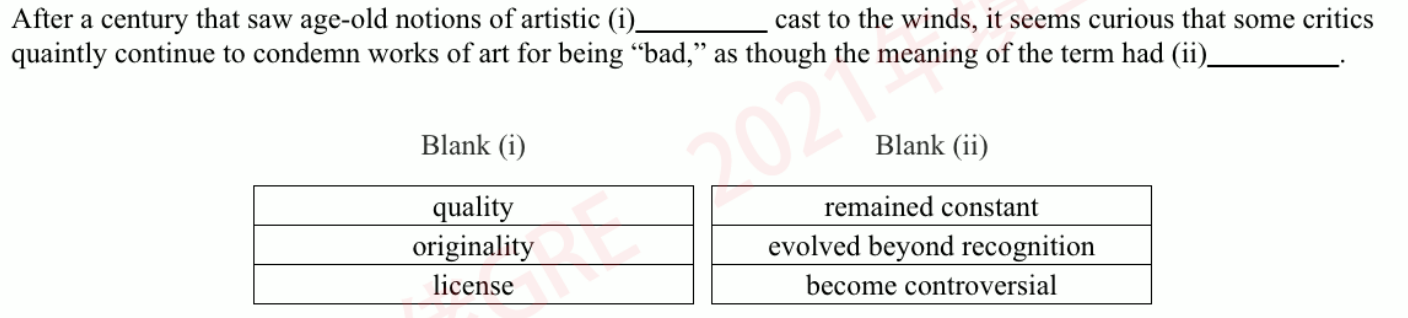 After a century that saw age-old notions of artistic (i)__________ cast to the winds, it seems curious that some critics
quaintly continue to condemn works of art for being “bad,” as though the meaning of the term had (ii)__________.
Blank (i) Blank (ii)
quality remained constant
originality evolved beyond recognition
license become controversial
GRE 2021年